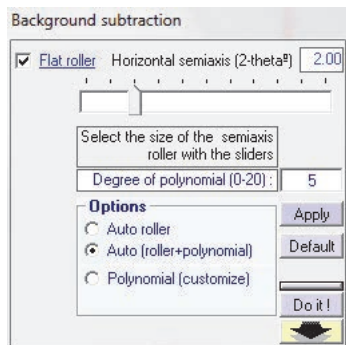 Background subtraction
Flat roller Horizontal semiaxis (2-thetaº) 2.00
Select the size of the semiaxis
roller with the sliders
Degree of polynomial (0-20) : 5
Options
Auto roller
Auto (roller+polynomial)
Polynomial (customize)
Apply
Default
Do it !